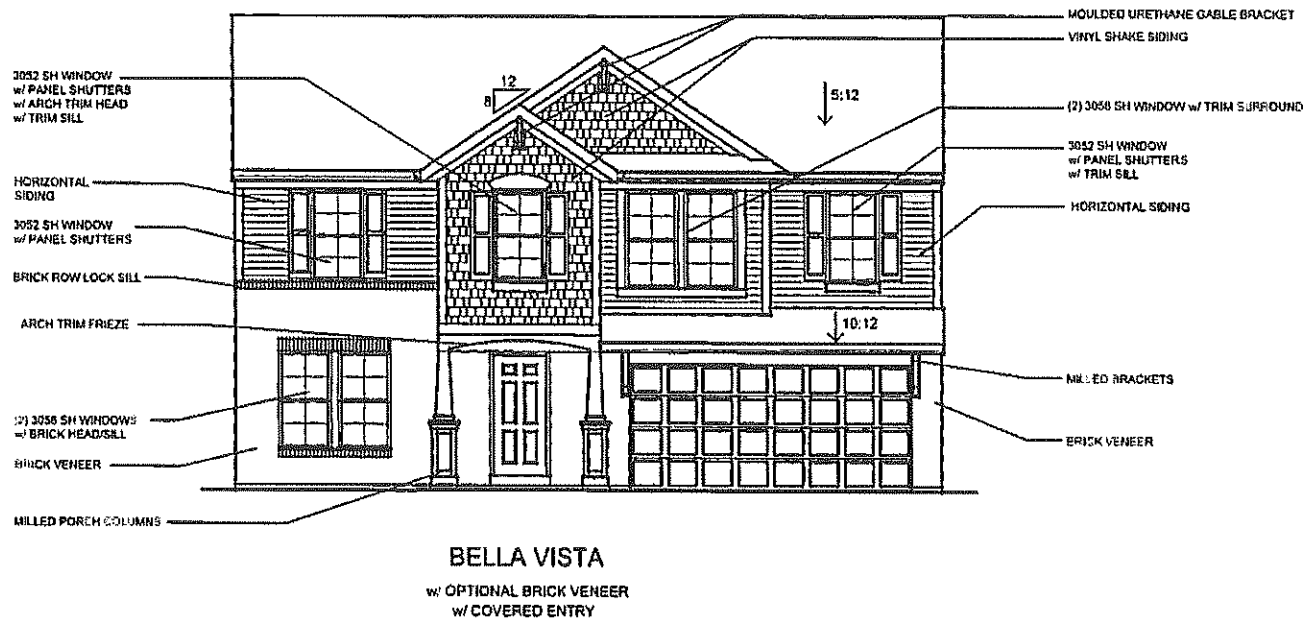 MOULDED URETHANE GABLE BRACKET
VINYL SHAKE SIDING
3052 SH WINDOW
w/ PANEL SHUTTERS
w/ ARCH TRIM HEAD
w/ TRIM SILL
12
8
5:12
(2) 3056 SH WINDOW w/ TRIM SURROUND
3052 SH WINDOW
w/ PANEL SHUTTERS
w/ TRIM SILL
HORIZONTAL
SIDING
HORIZONTAL SIDING
3052 SH WINDOW
w/ PANEL SHUTTERS
BRICK ROW LOCK SILL
ARCH TRIM FRIEZE
10:12
MILLED BRACKETS
(2) 3056 SH WINDOWS
w/ BRICK HEAD/SILL
BRICK VENEER
BRICK VENEER
MILLED PORCH COLUMNS
BELLA VISTA
w/ OPTIONAL BRICK VENEER
w/ COVERED ENTRY